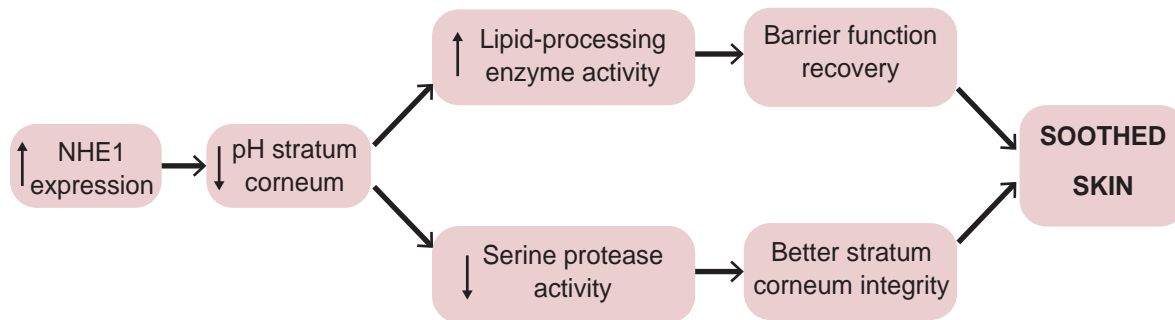 NHE1
expression
pH stratum
corneum
Lipid-processing
enzyme activity
Barrier function
recovery
Serine protease
activity
Better stratum
corneum integrity
SOOTHED
SKIN